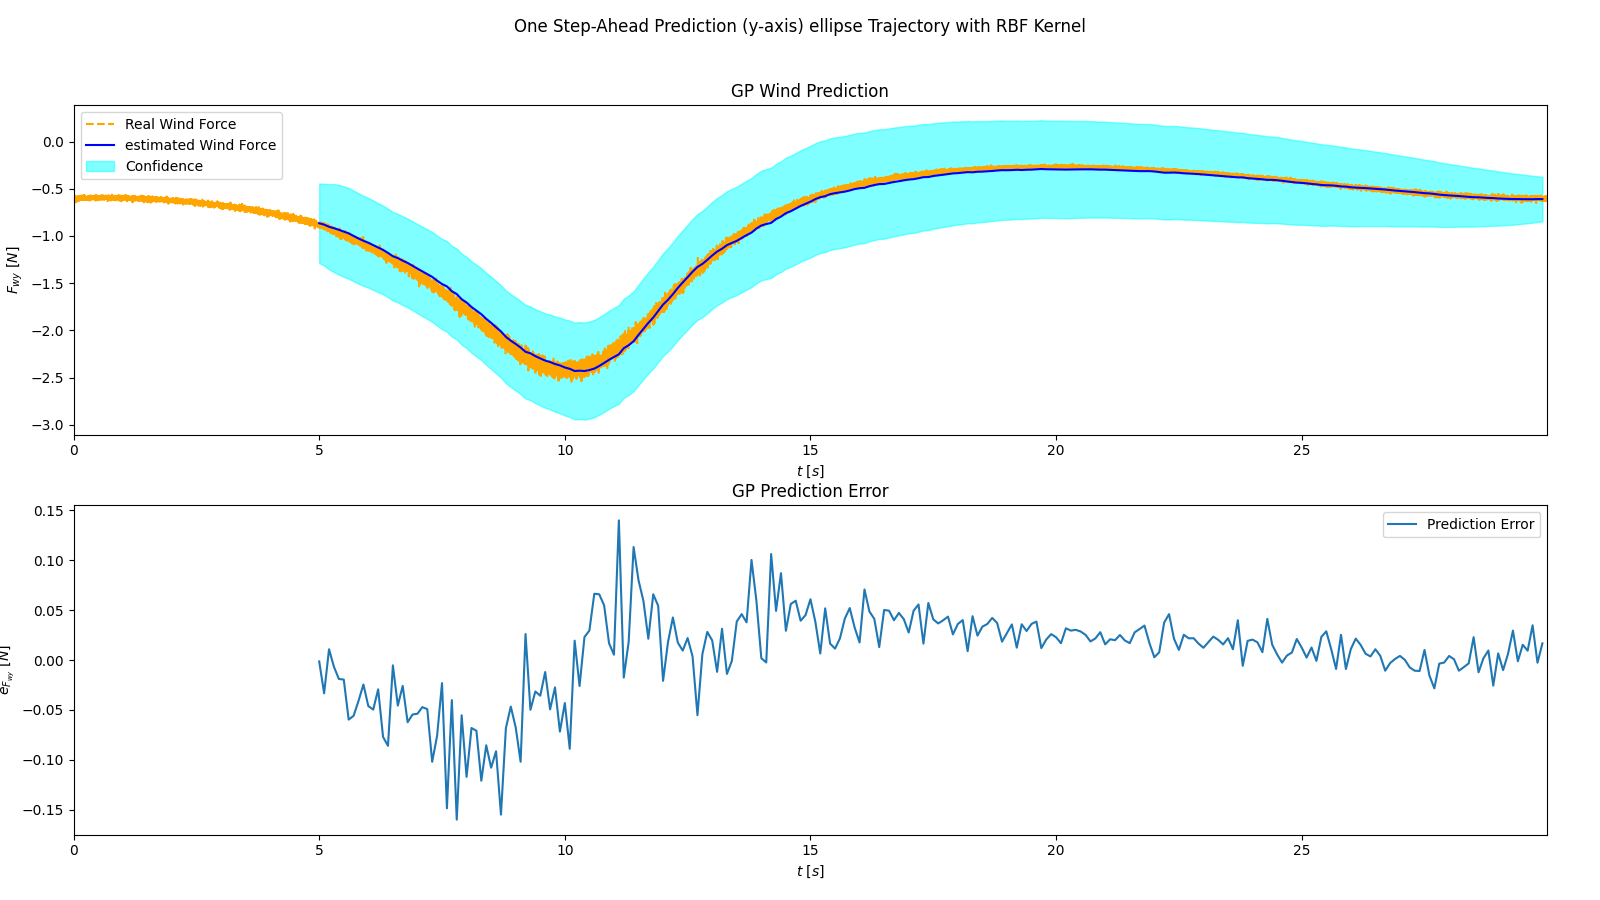 One Step-Ahead Prediction (y-axis) ellipse Trajectory with RBF Kernel
GP Wind Prediction
Real Wind Force
estimated Wind Force
Confidence
0.0
−0.5
−1.0
−1.5
−2.0
−2.5
−3.0
F_wy [N]
0 5 10 15 20 25
t [s]
GP Prediction Error
Prediction Error
0.15
0.10
0.05
0.00
−0.05
−0.10
−0.15
e_F_wy [N]
0 5 10 15 20 25
t [s]